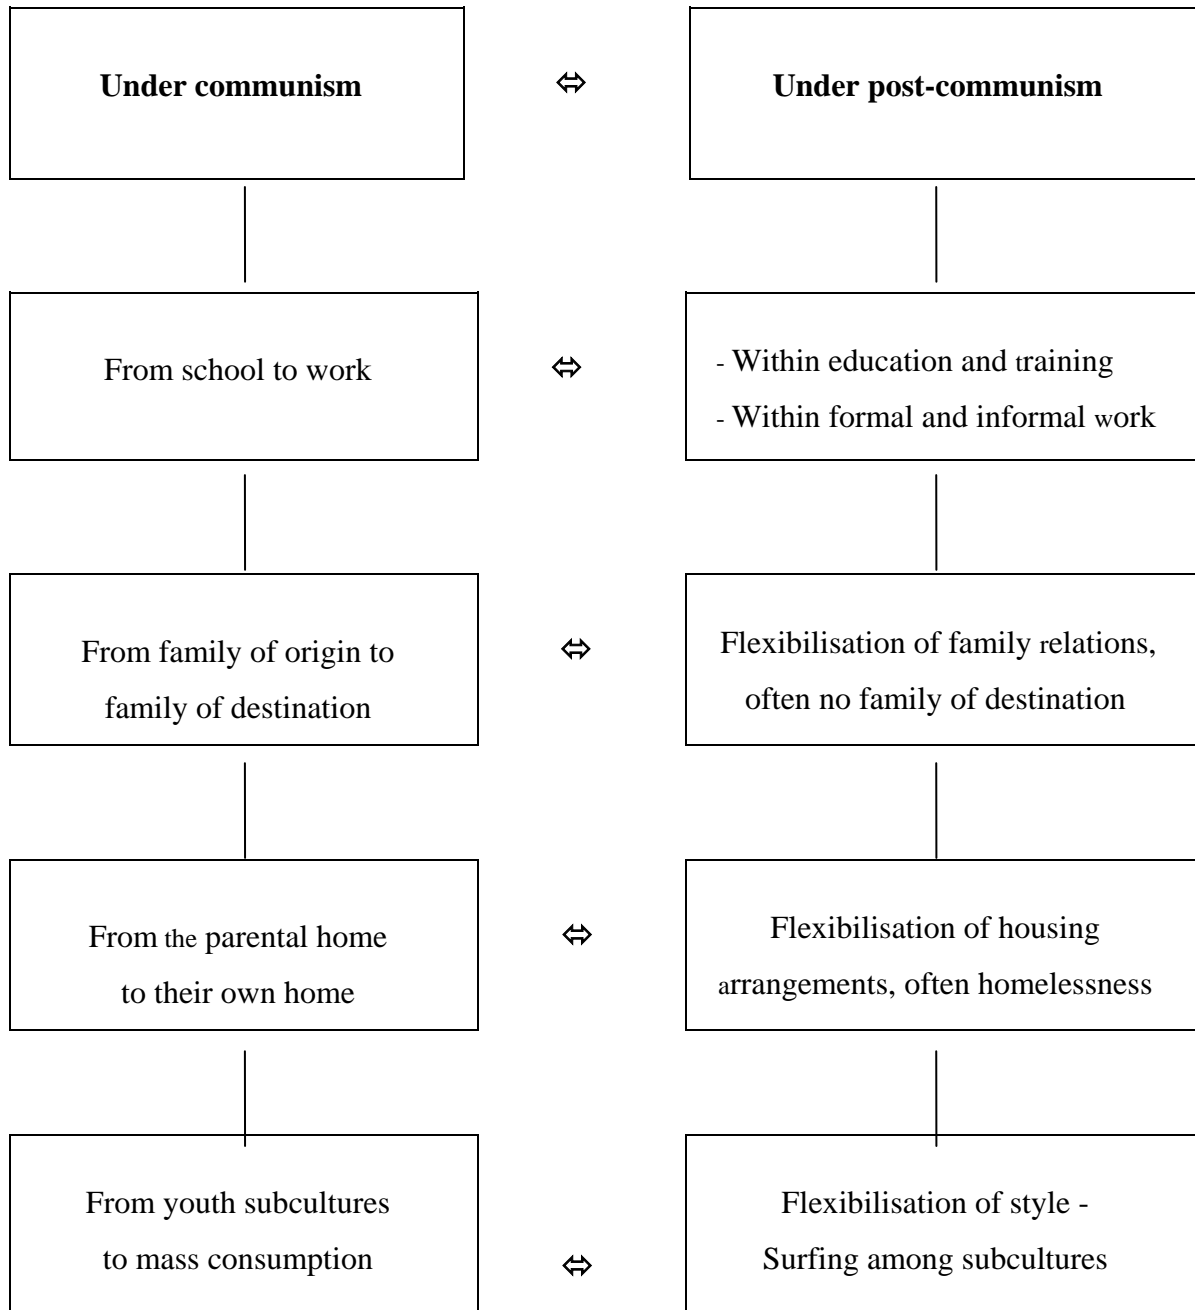 Under communism
⇔
Under post-communism
From school to work
⇔
- Within education and training
- Within formal and informal work
From family of origin to
family of destination
⇔
Flexibilisation of family relations,
often no family of destination
From the parental home
to their own home
⇔
Flexibilisation of housing
arrangements, often homelessness
From youth subcultures
to mass consumption
⇔
Flexibilisation of style -
Surfing among subcultures